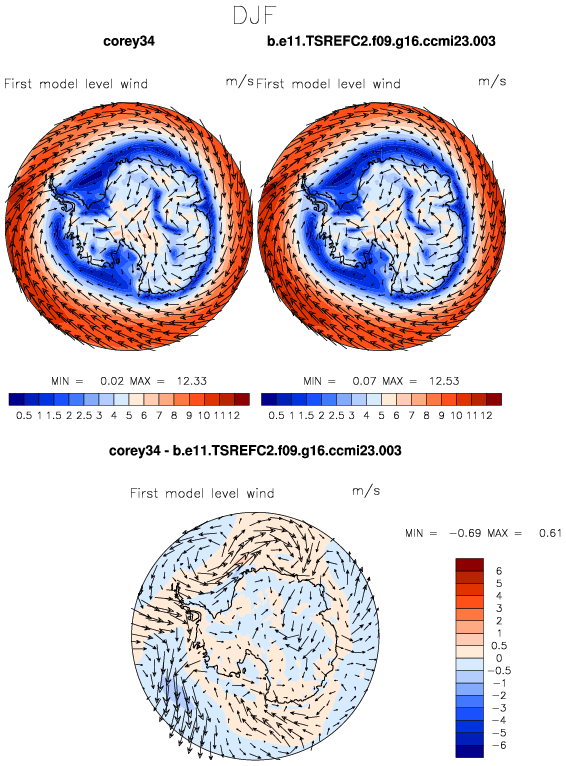 DJF
corey34 b.e11.TSREFC2.f09.g16.ccmi23.003
First model level wind m/s First model level wind m/s
MIN = 0.02 MAX = 12.33 MIN = 0.07 MAX = 12.53
0.5 1 1.5 2 2.5 3 4 5 6 7 8 9 10 11 12 0.5 1 1.5 2 2.5 3 4 5 6 7 8 9 10 11 12
corey34 - b.e11.TSREFC2.f09.g16.ccmi23.003
First model level wind m/s
MIN = -0.69 MAX = 0.61
6
5
4
3
2
1
0.5
0
-0.5
-1
-2
-3
-4
-5
-6